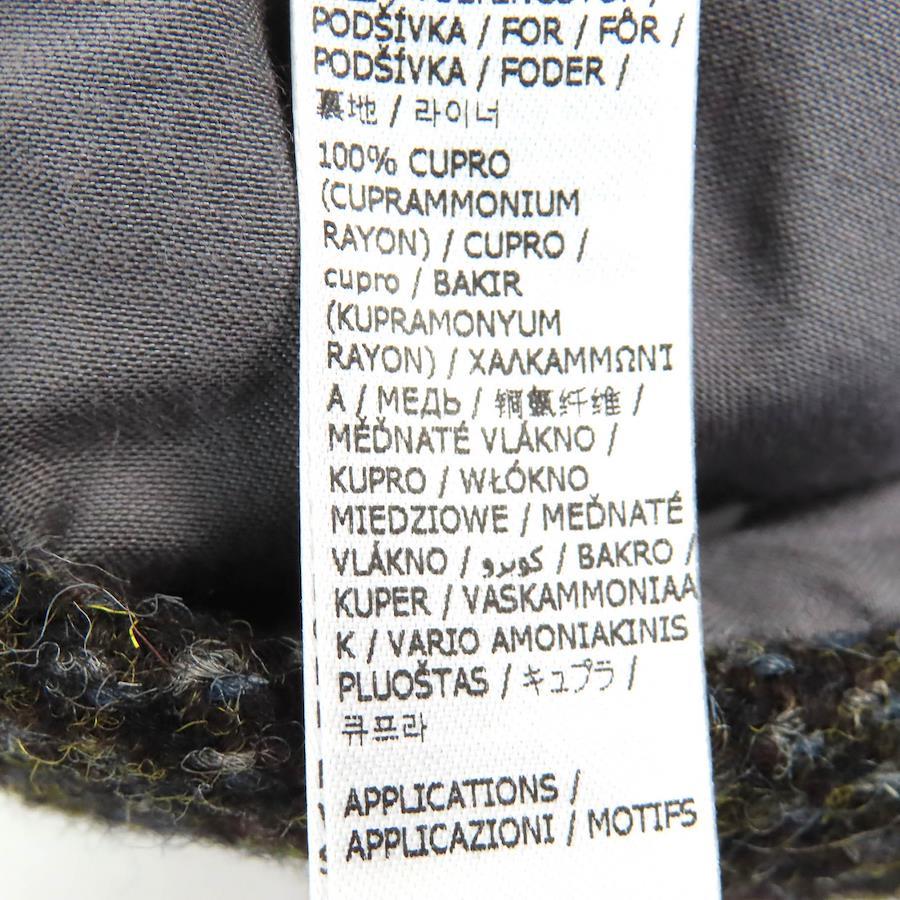 PODŠÍVKA / FOR / FÔR /
PODŠÍVKA / FODER /
裏地 / 라이너
100% CUPRO
(CUPRAMMONIUM
RAYON) / CUPRO /
cupro / BAKIR
(KUPRAMONYUM
RAYON) / ΧΑΛΚΑΜΜΩΝΙ
Α / МЕДЬ / 铜氨纤维 /
MĚĎNATÉ VLÁKNO /
KUPRO / WŁÓKNO
MIEDZIOWE / MEĎNATÉ
VLÁKNO / كوبرو / BAKRO /
KUPER / VASKAMMONIAA
K / VARIO AMONIAKINIS
PLUOŠTAS / キュプラ /
큐프라
APPLICATIONS /
APPLICAZIONI / MOTIFS